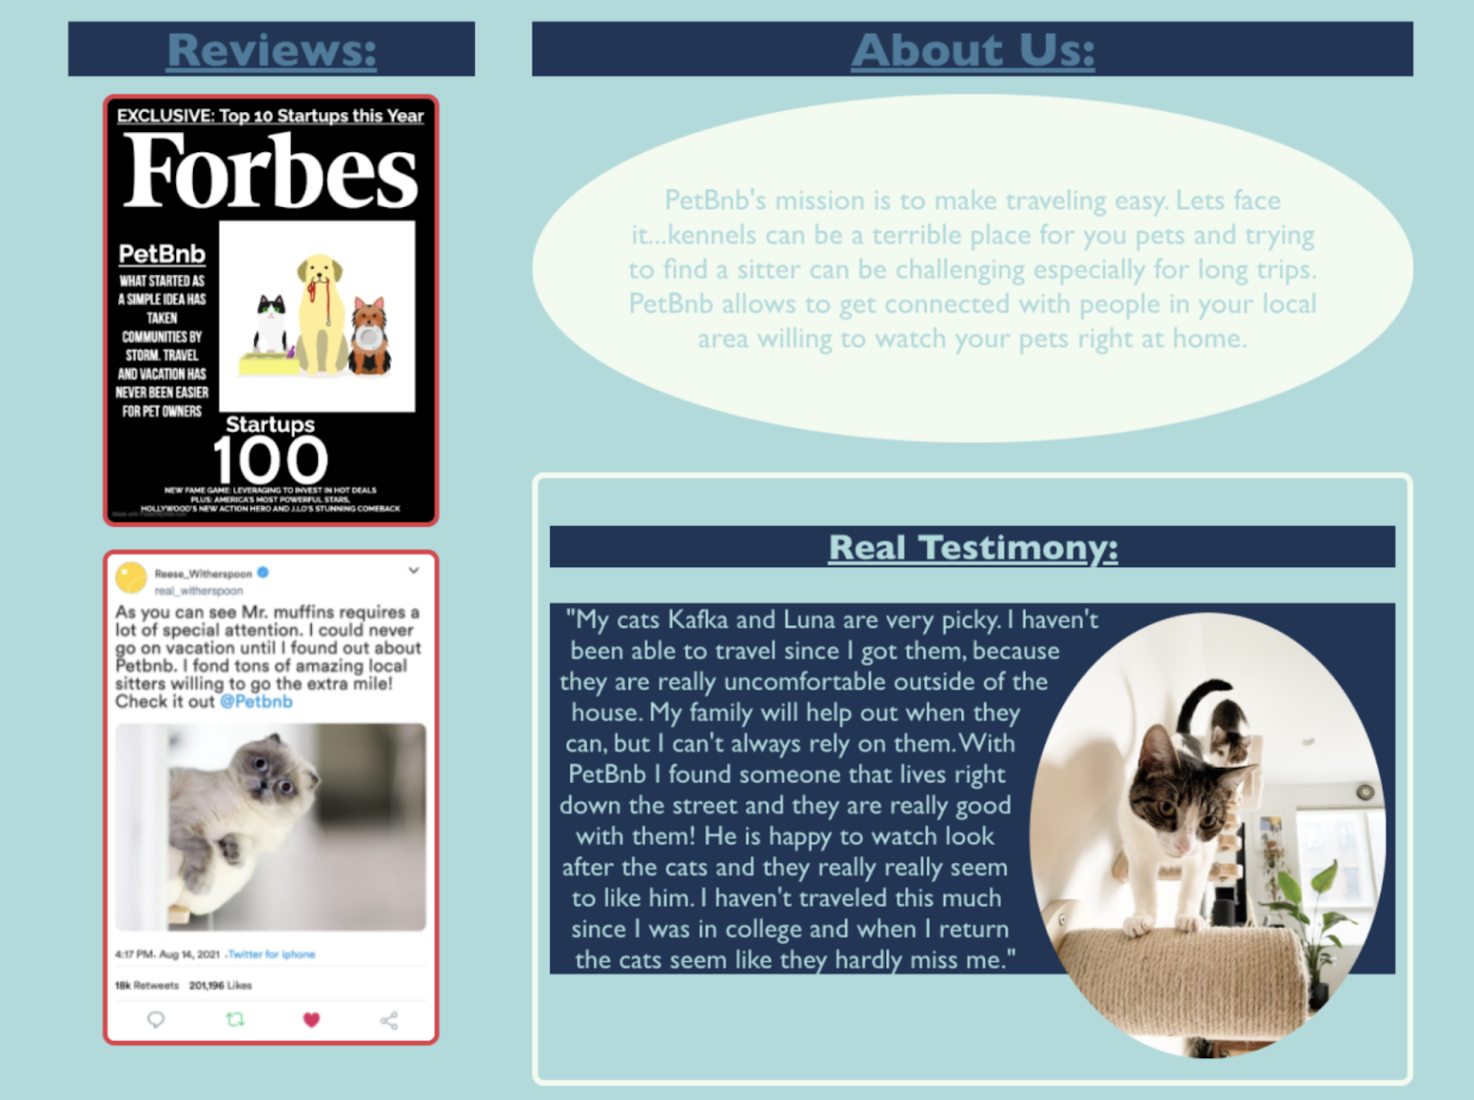 Reviews:
EXCLUSIVE: Top 10 Startups this Year
Forbes
PetBnb
WHAT STARTED AS
A SIMPLE IDEA HAS
TAKEN
COMMUNITIES BY
STORM. TRAVEL
AND VACATION HAS
NEVER BEEN EASIER
FOR PET OWNERS
Startups
100
NEW FAME GAME: LEVERAGING TO INVEST IN HOT DEALS
PLUS: AMERICA'S MOST POWERFUL STARS,
HOLLYWOOD'S NEW ACTION HERO AND J.LO'S STUNNING COMEBACK
Reese_Witherspoon
real_witherspoon
As you can see Mr. muffins requires a
lot of special attention. I could never
go on vacation until I found out about
Petbnb. I fond tons of amazing local
sitters willing to go the extra mile!
Check it out @Petbnb
4:17 PM. Aug 14, 2021 .Twitter for iphone
18k Retweets 201,196 Likes
About Us:
PetBnb's mission is to make traveling easy. Lets face
it...kennels can be a terrible place for you pets and trying
to find a sitter can be challenging especially for long trips.
PetBnb allows to get connected with people in your local
area willing to watch your pets right at home.
Real Testimony:
"My cats Kafka and Luna are very picky. I haven't
been able to travel since I got them, because
they are really uncomfortable outside of the
house. My family will help out when they
can, but I can't always rely on them. With
PetBnb I found someone that lives right
down the street and they are really good
with them! He is happy to watch look
after the cats and they really really seem
to like him. I haven't traveled this much
since I was in college and when I return
the cats seem like they hardly miss me."